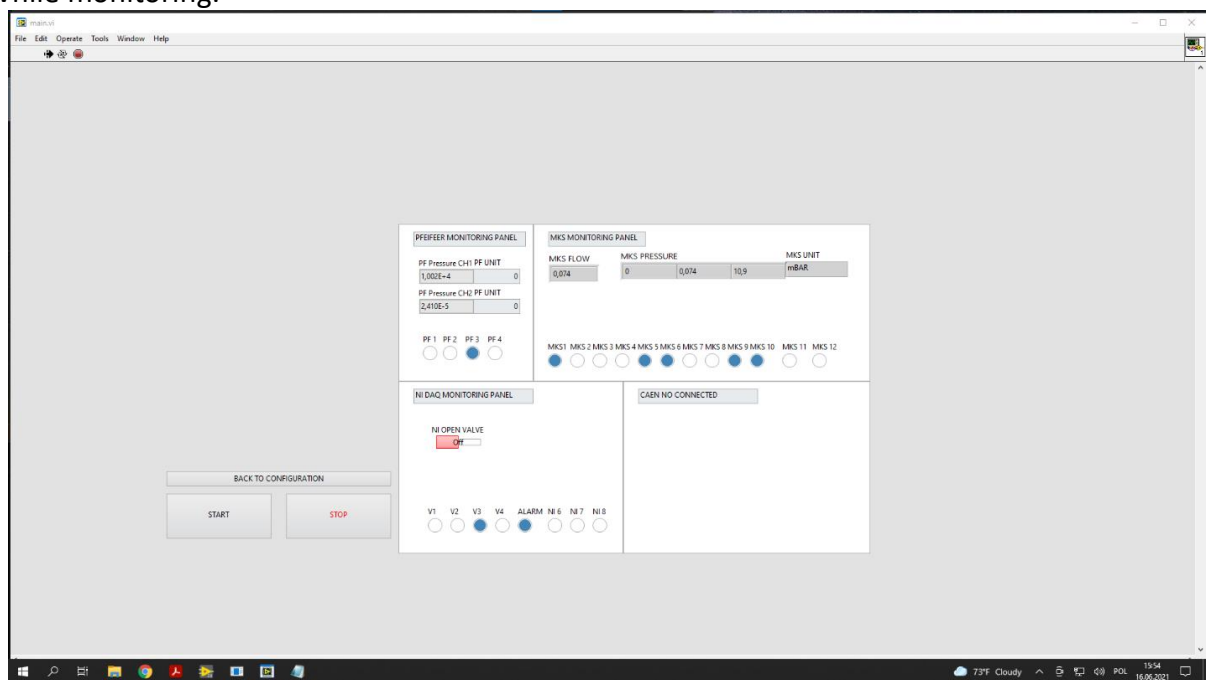 while monitoring.
main.vi
File Edit Operate Tools Window Help
PFEIFEER MONITORING PANEL
PF Pressure CH1 PF UNIT
1,002E-4 0
PF Pressure CH2 PF UNIT
2,410E-5 0
PF 1 PF 2 PF 3 PF 4
MKS MONITORING PANEL
MKS FLOW MKS PRESSURE MKS UNIT
0,074 0 0,074 10,9 mBAR
MKS1 MKS 2 MKS 3 MKS 4 MKS 5 MKS 6 MKS 7 MKS 8 MKS 9 MKS 10 MKS 11 MKS 12
NI DAQ MONITORING PANEL
NI OPEN VALVE
Off
V1 V2 V3 V4 ALARM NI 6 NI 7 NI 8
CAEN NO CONNECTED
BACK TO CONFIGURATION
START STOP
73°F Cloudy POL 15:54
16.06.2021